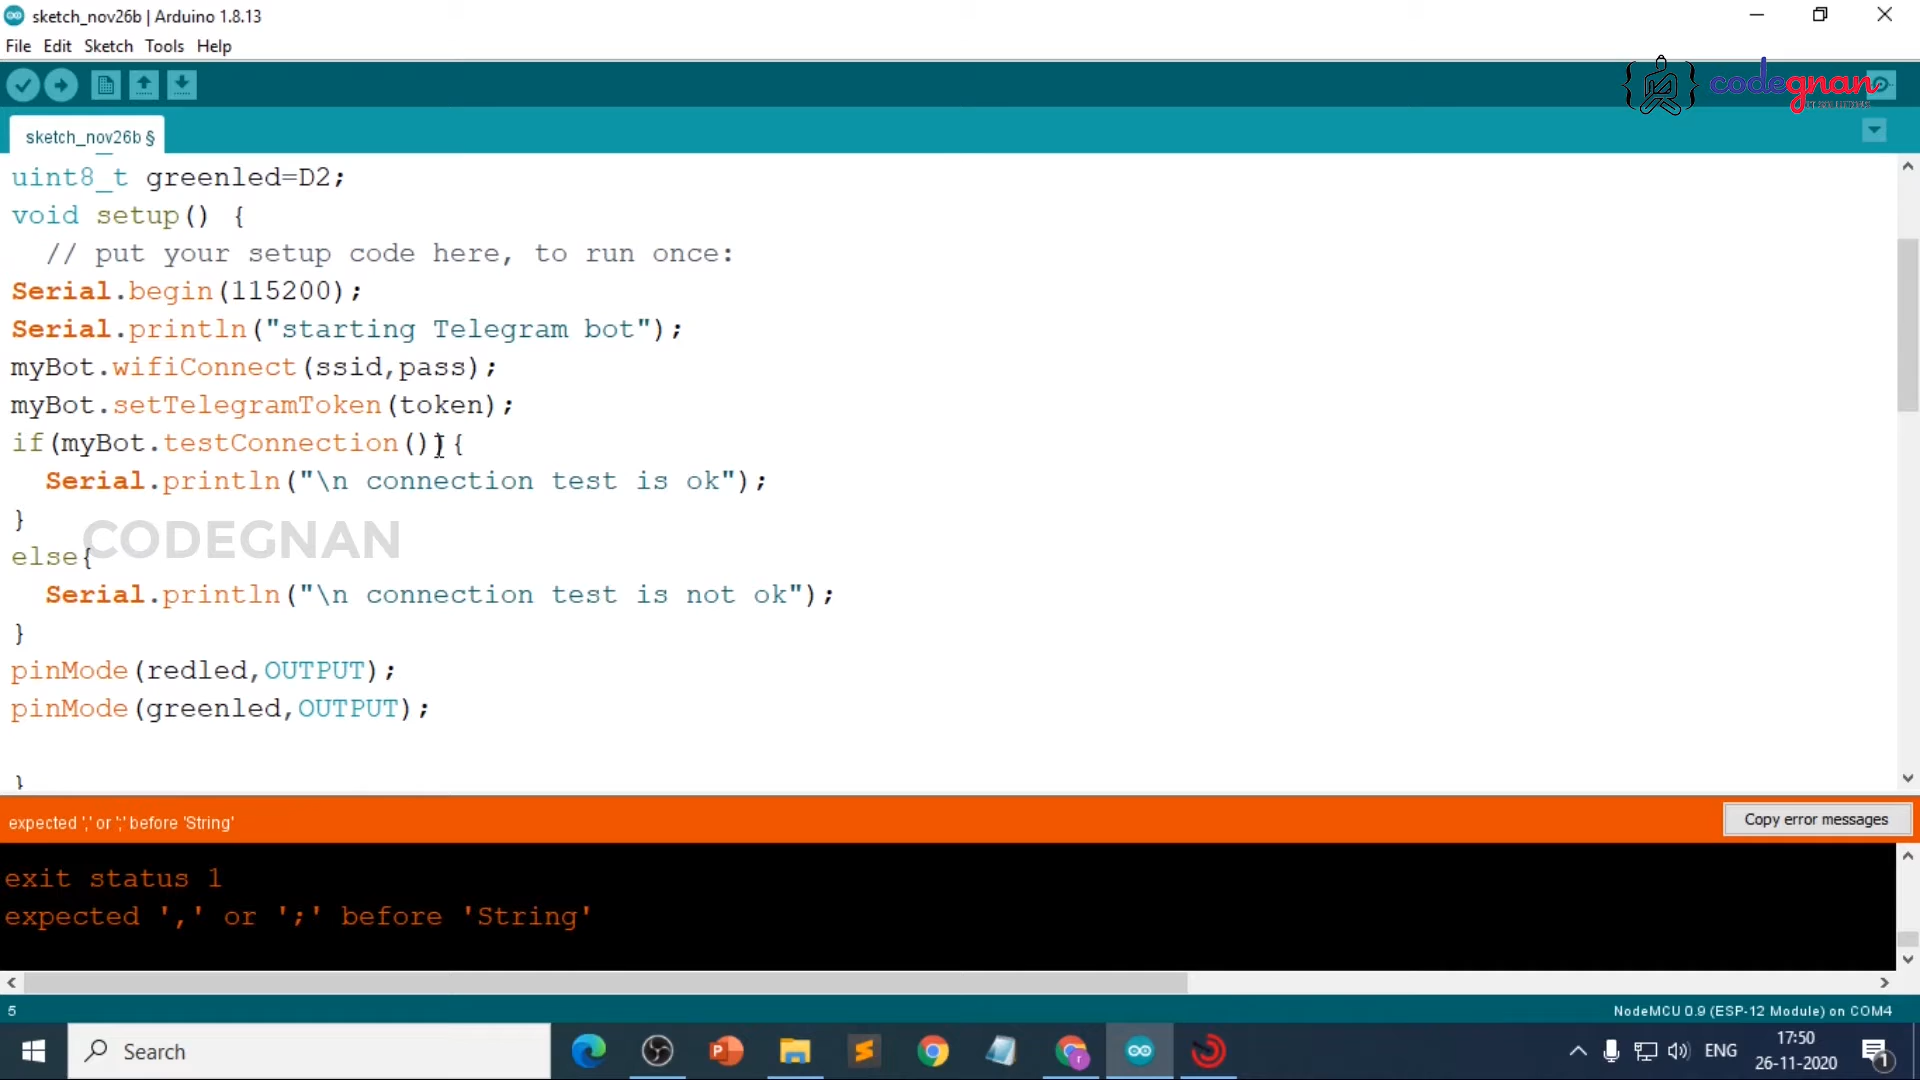 sketch_nov26b | Arduino 1.8.13
File Edit Sketch Tools Help
codegnan
IT SOLUTIONS
sketch_nov26b §
uint8_t greenled=D2;
void setup() {
// put your setup code here, to run once:
Serial.begin(115200);
Serial.println("starting Telegram bot");
myBot.wifiConnect(ssid,pass);
myBot.setTelegramToken(token);
if(myBot.testConnection()){
Serial.println("\n connection test is ok");
}
CODEGNAN
else{
Serial.println("\n connection test is not ok");
}
pinMode(redled,OUTPUT);
pinMode(greenled,OUTPUT);
}
expected ',' or ';' before 'String'
Copy error messages
exit status 1
expected ',' or ';' before 'String'
5
NodeMCU 0.9 (ESP-12 Module) on COM4
Search
ENG
17:50
26-11-2020
1